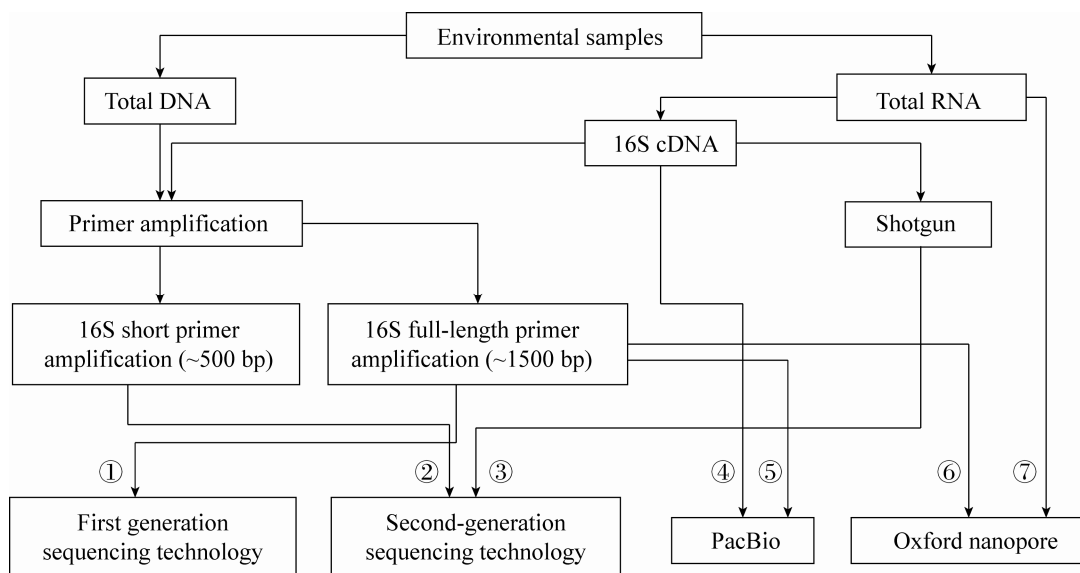 Environmental samples
Total DNA
Total RNA
16S cDNA
Primer amplification
Shotgun
16S short primer
amplification (~500 bp)
16S full-length primer
amplification (~1500 bp)
① ② ③ ④ ⑤ ⑥ ⑦
First generation
sequencing technology
Second-generation
sequencing technology
PacBio
Oxford nanopore